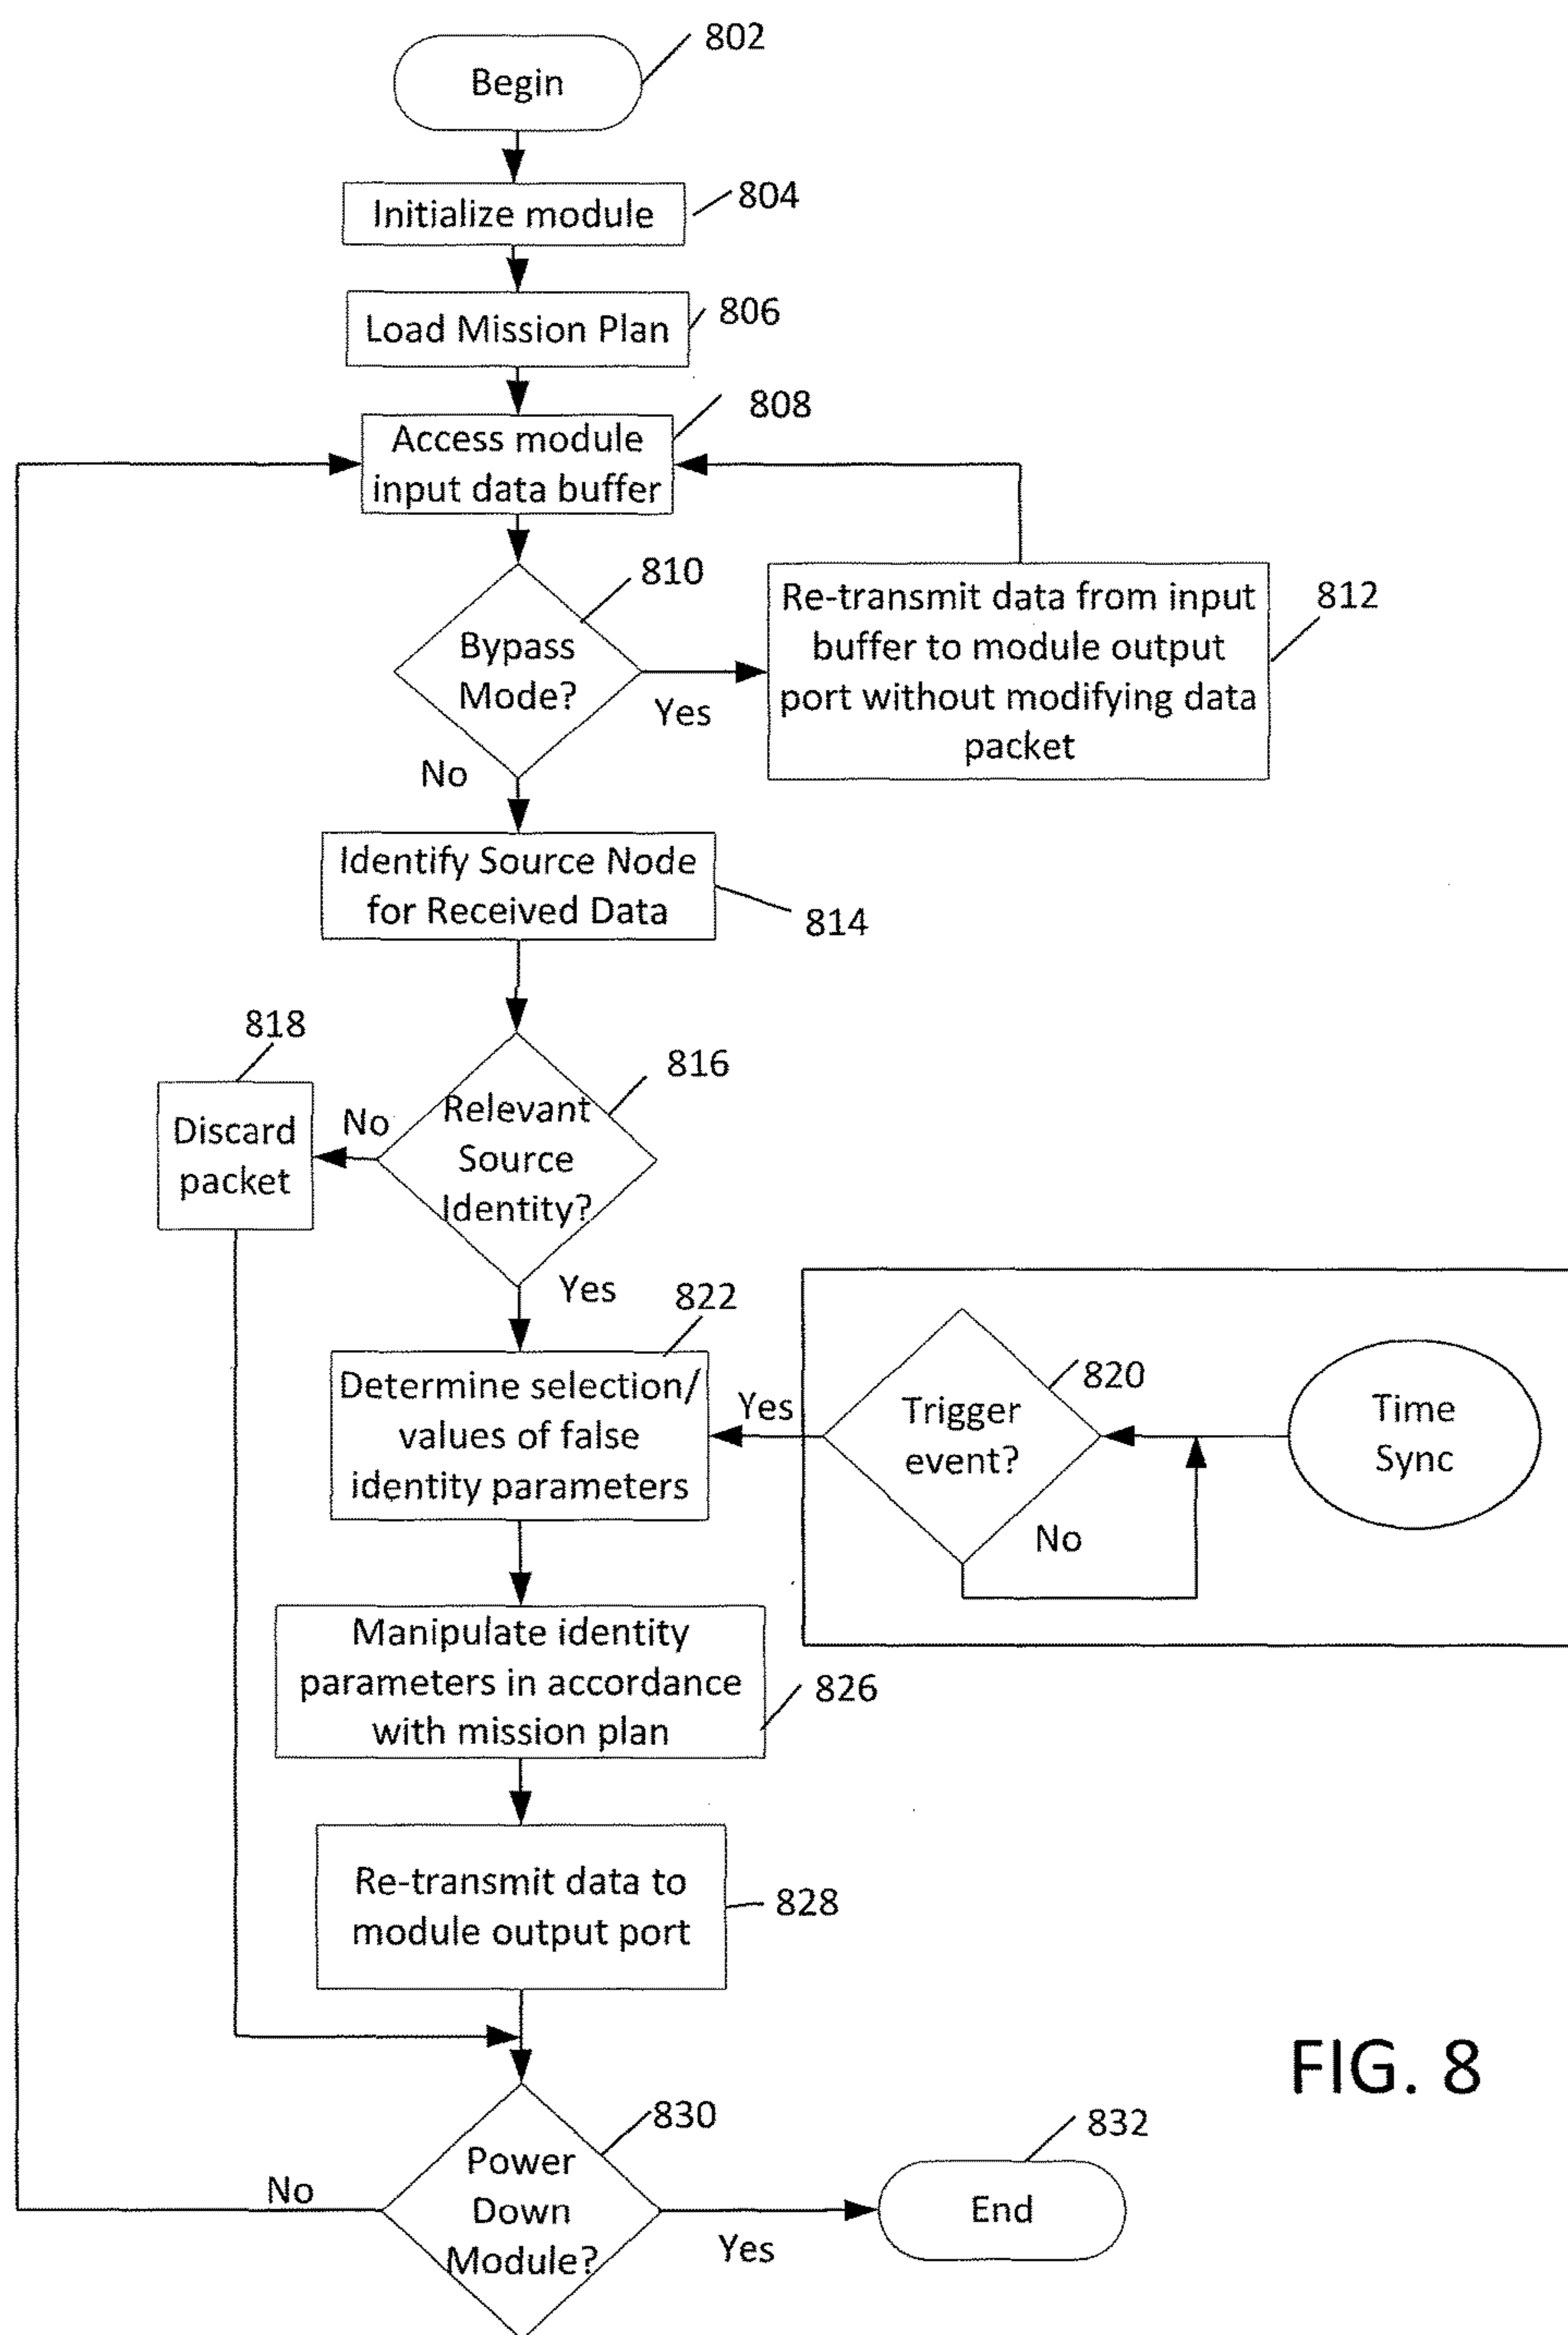 802
Begin
804
Initialize module
806
Load Mission Plan
808
Access module
input data buffer
810
Bypass
Mode?
Yes
No
Re-transmit data from input
buffer to module output
port without modifying data
packet
812
Identify Source Node
for Received Data
814
818
Discard
packet
No
816
Relevant
Source
Identity?
Yes
822
Determine selection/
values of false
identity parameters
Yes
820
Trigger
event?
No
Time
Sync
Manipulate identity
parameters in accordance
with mission plan
826
Re-transmit data to
module output port
828
FIG. 8
830
Power
Down
Module?
No
Yes
832
End